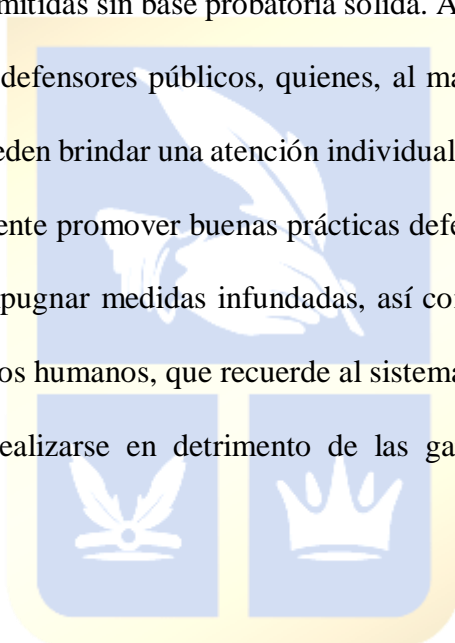 mitidas sin base probatoria sólida. A
defensores públicos, quienes, al ma
eden brindar una atención individual
ente promover buenas prácticas defe
pugnar medidas infundadas, así con
os humanos, que recuerde al sistema
ealizarse en detrimento de las ga